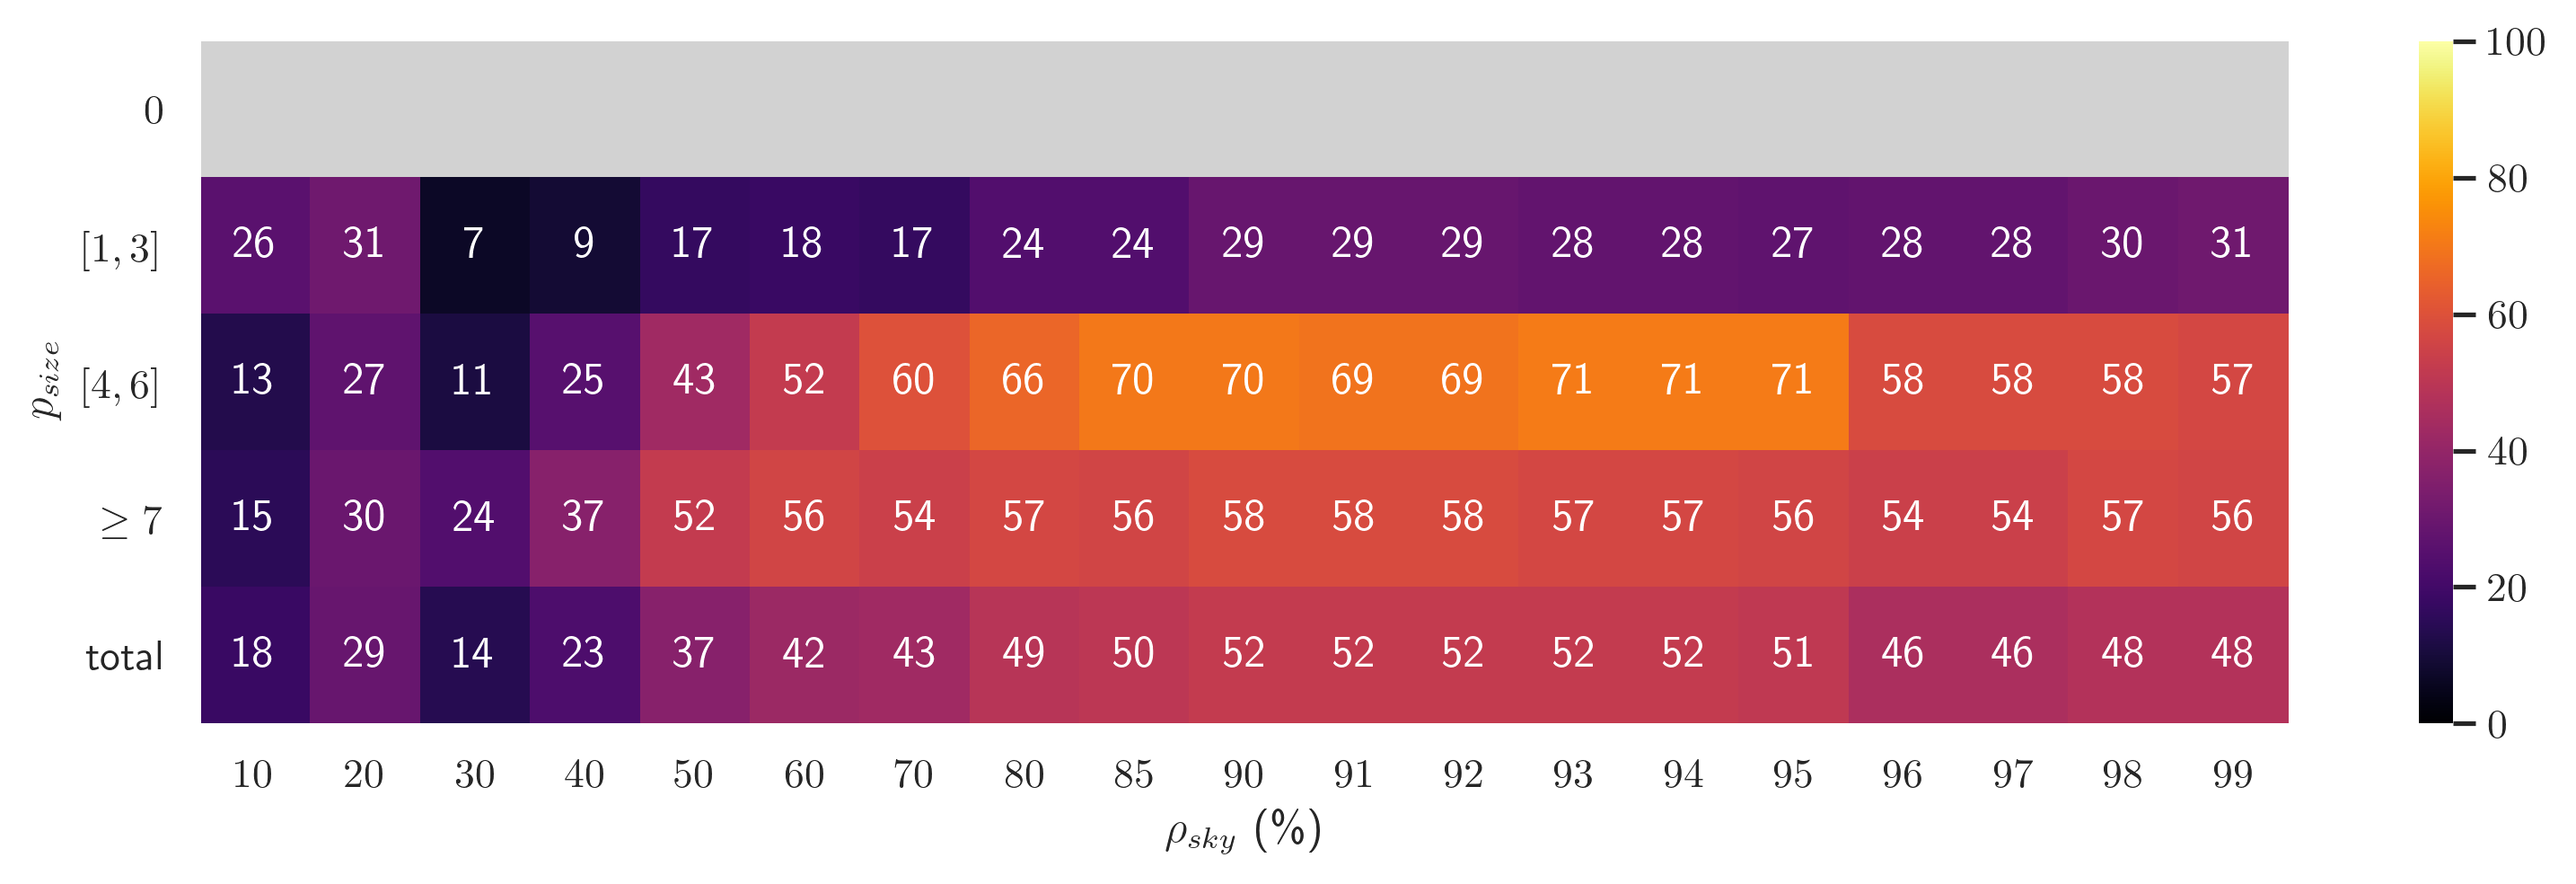 0
[1, 3] 26 31 7 9 17 18 17 24 24 29 29 29 28 28 27 28 28 30 31
[4, 6] 13 27 11 25 43 52 60 66 70 70 69 69 71 71 71 58 58 58 57
≥ 7 15 30 24 37 52 56 54 57 56 58 58 58 57 57 56 54 54 57 56
total 18 29 14 23 37 42 43 49 50 52 52 52 52 52 51 46 46 48 48
p_size
10 20 30 40 50 60 70 80 85 90 91 92 93 94 95 96 97 98 99
ρ_sky (%)
100
80
60
40
20
0